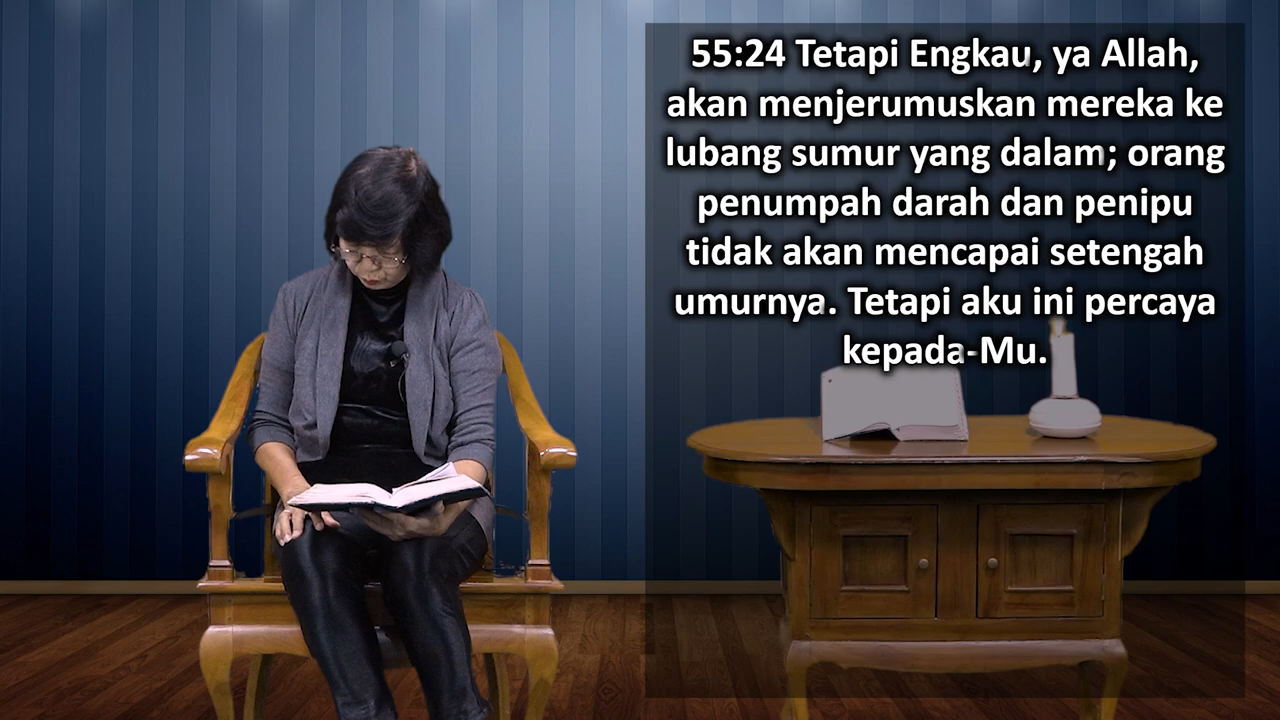 55:24 Tetapi Engkau, ya Allah,
akan menjerumuskan mereka ke
lubang sumur yang dalam; orang
penumpah darah dan penipu
tidak akan mencapai setengah
umurnya. Tetapi aku ini percaya
kepada-Mu.